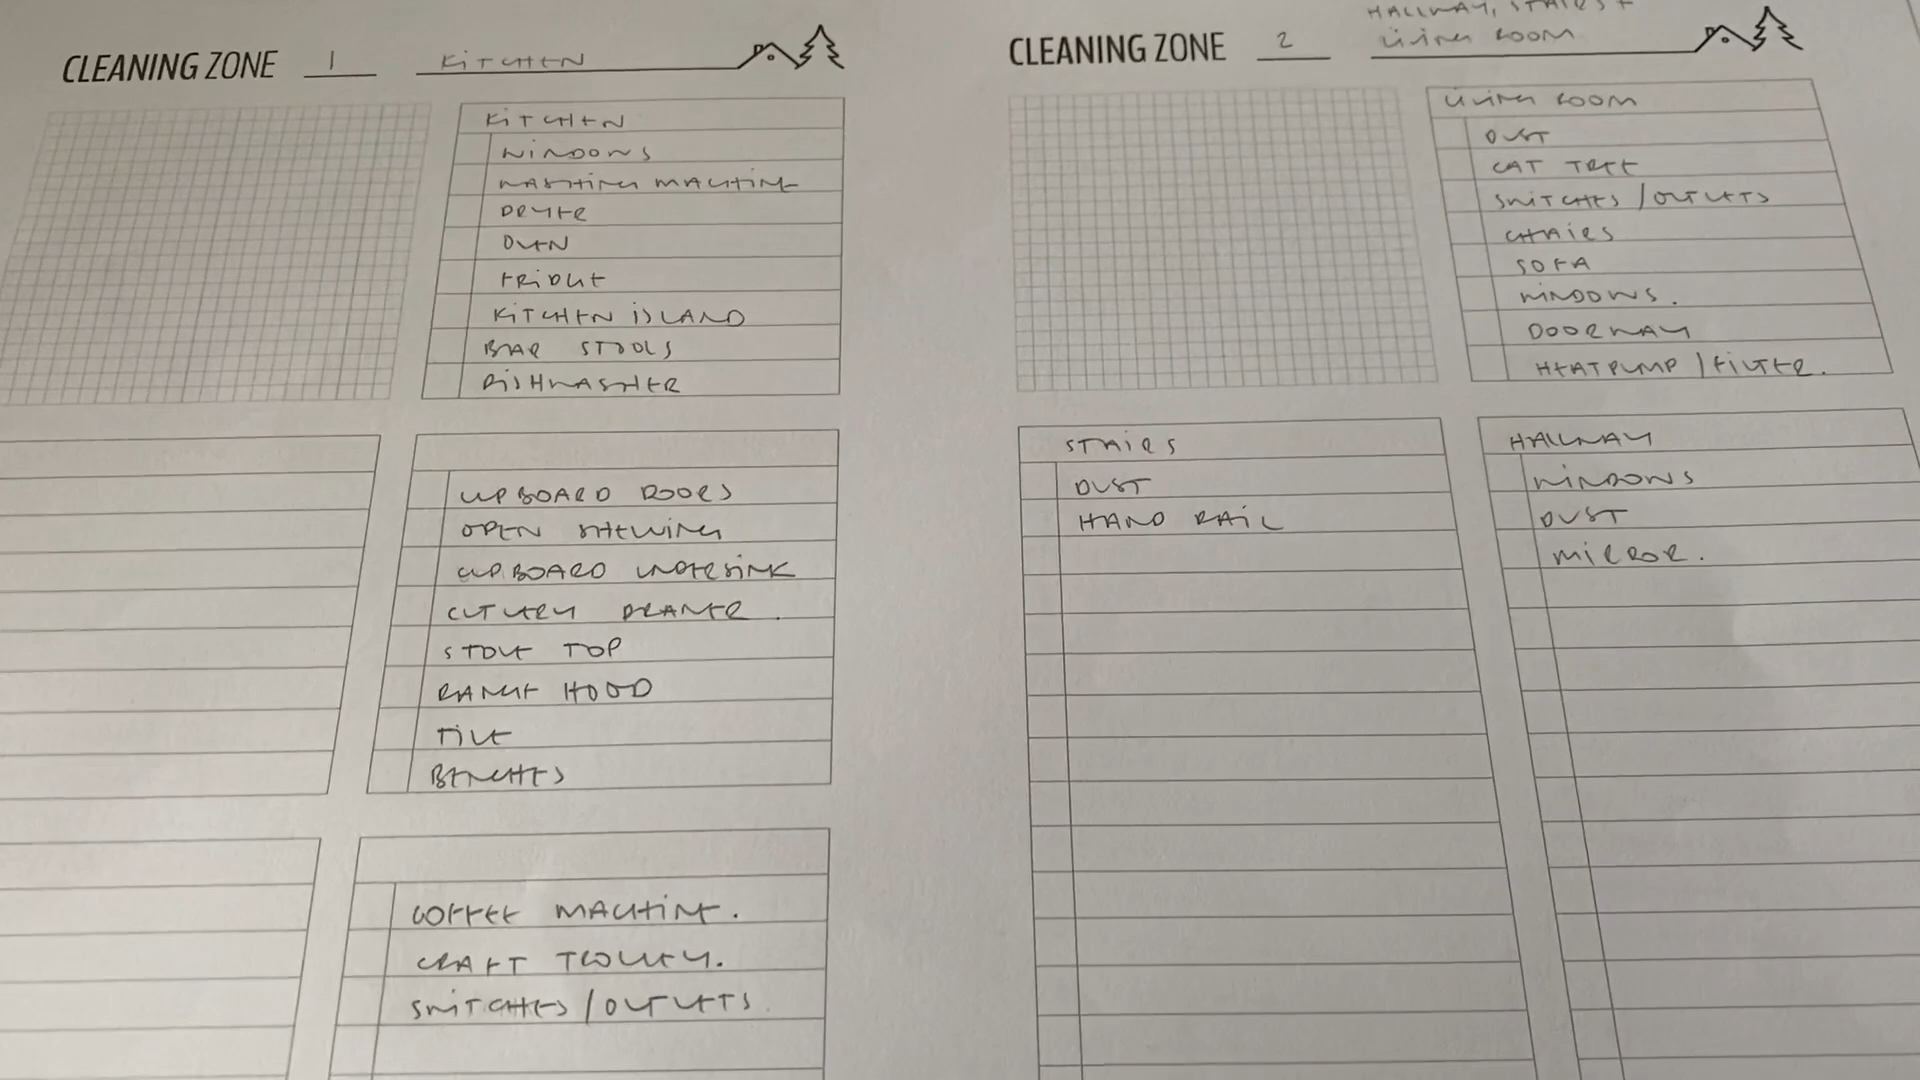 CLEANING ZONE 1 KITCHEN
KITCHEN
WINDOWS
WASHING MACHINE
DRYER
OVEN
FRIDGE
KITCHEN ISLAND
BAR STOOLS
DISHWASHER
CUPBOARD DOORS
OPEN SHELVING
CUPBOARD UNDERSINK
CUTLERY DRAWER.
STOVE TOP
RANGE HOOD
TILE
BENCHES
COFFEE MACHINE.
CRAFT TROLLEY.
SWITCHES/OUTLETS.
HALLWAY, STAIRS +
CLEANING ZONE 2 LIVING ROOM
LIVING ROOM
DUST
CAT TREE
SWITCHES/OUTLETS
CHAIRS
SOFA
WINDOWS.
DOORWAY
HEATPUMP/FILTER.
STAIRS
DUST
HAND RAIL
HALLWAY
WINDOWS
DUST
MIRROR.